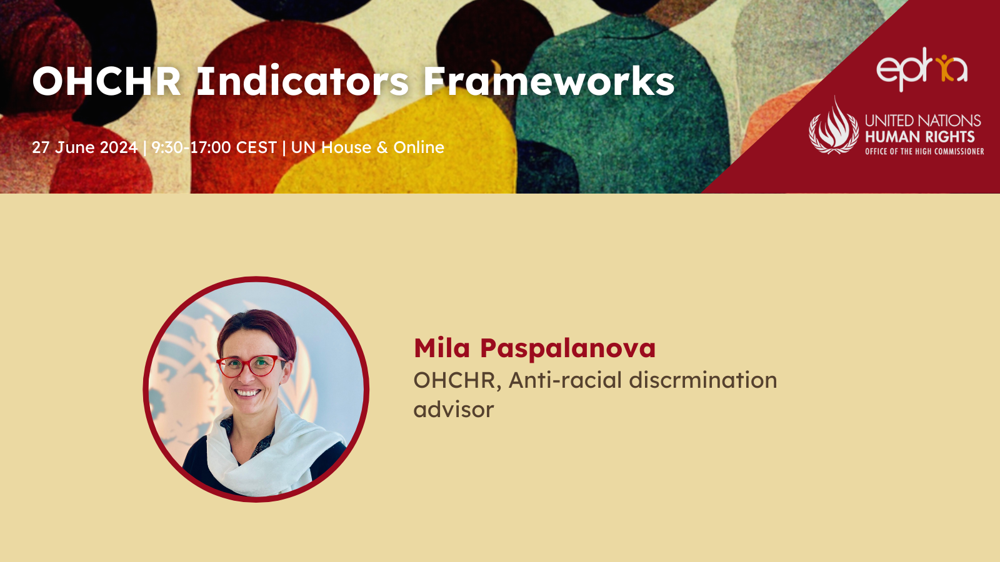 OHCHR Indicators Frameworks
27 June 2024 | 9:30-17:00 CEST | UN House & Online
ephia
UNITED NATIONS
HUMAN RIGHTS
OFFICE OF THE HIGH COMMISSIONER
Mila Paspalanova
OHCHR, Anti-racial discrmination
advisor